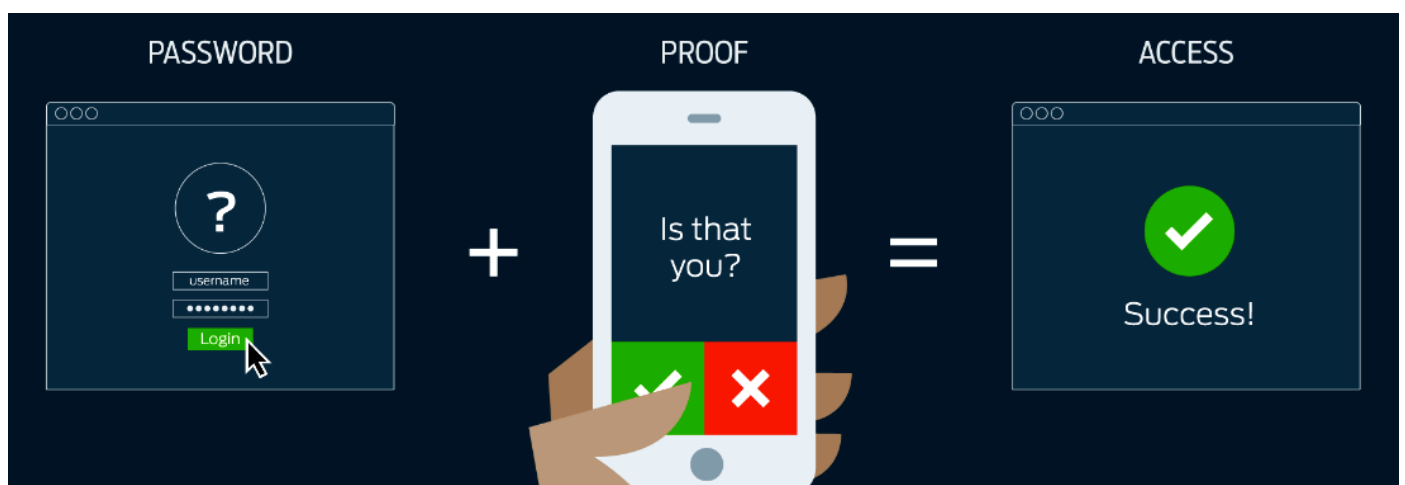 PASSWORD
username
••••••••
Login
+
PROOF
Is that
you?
=
ACCESS
Success!